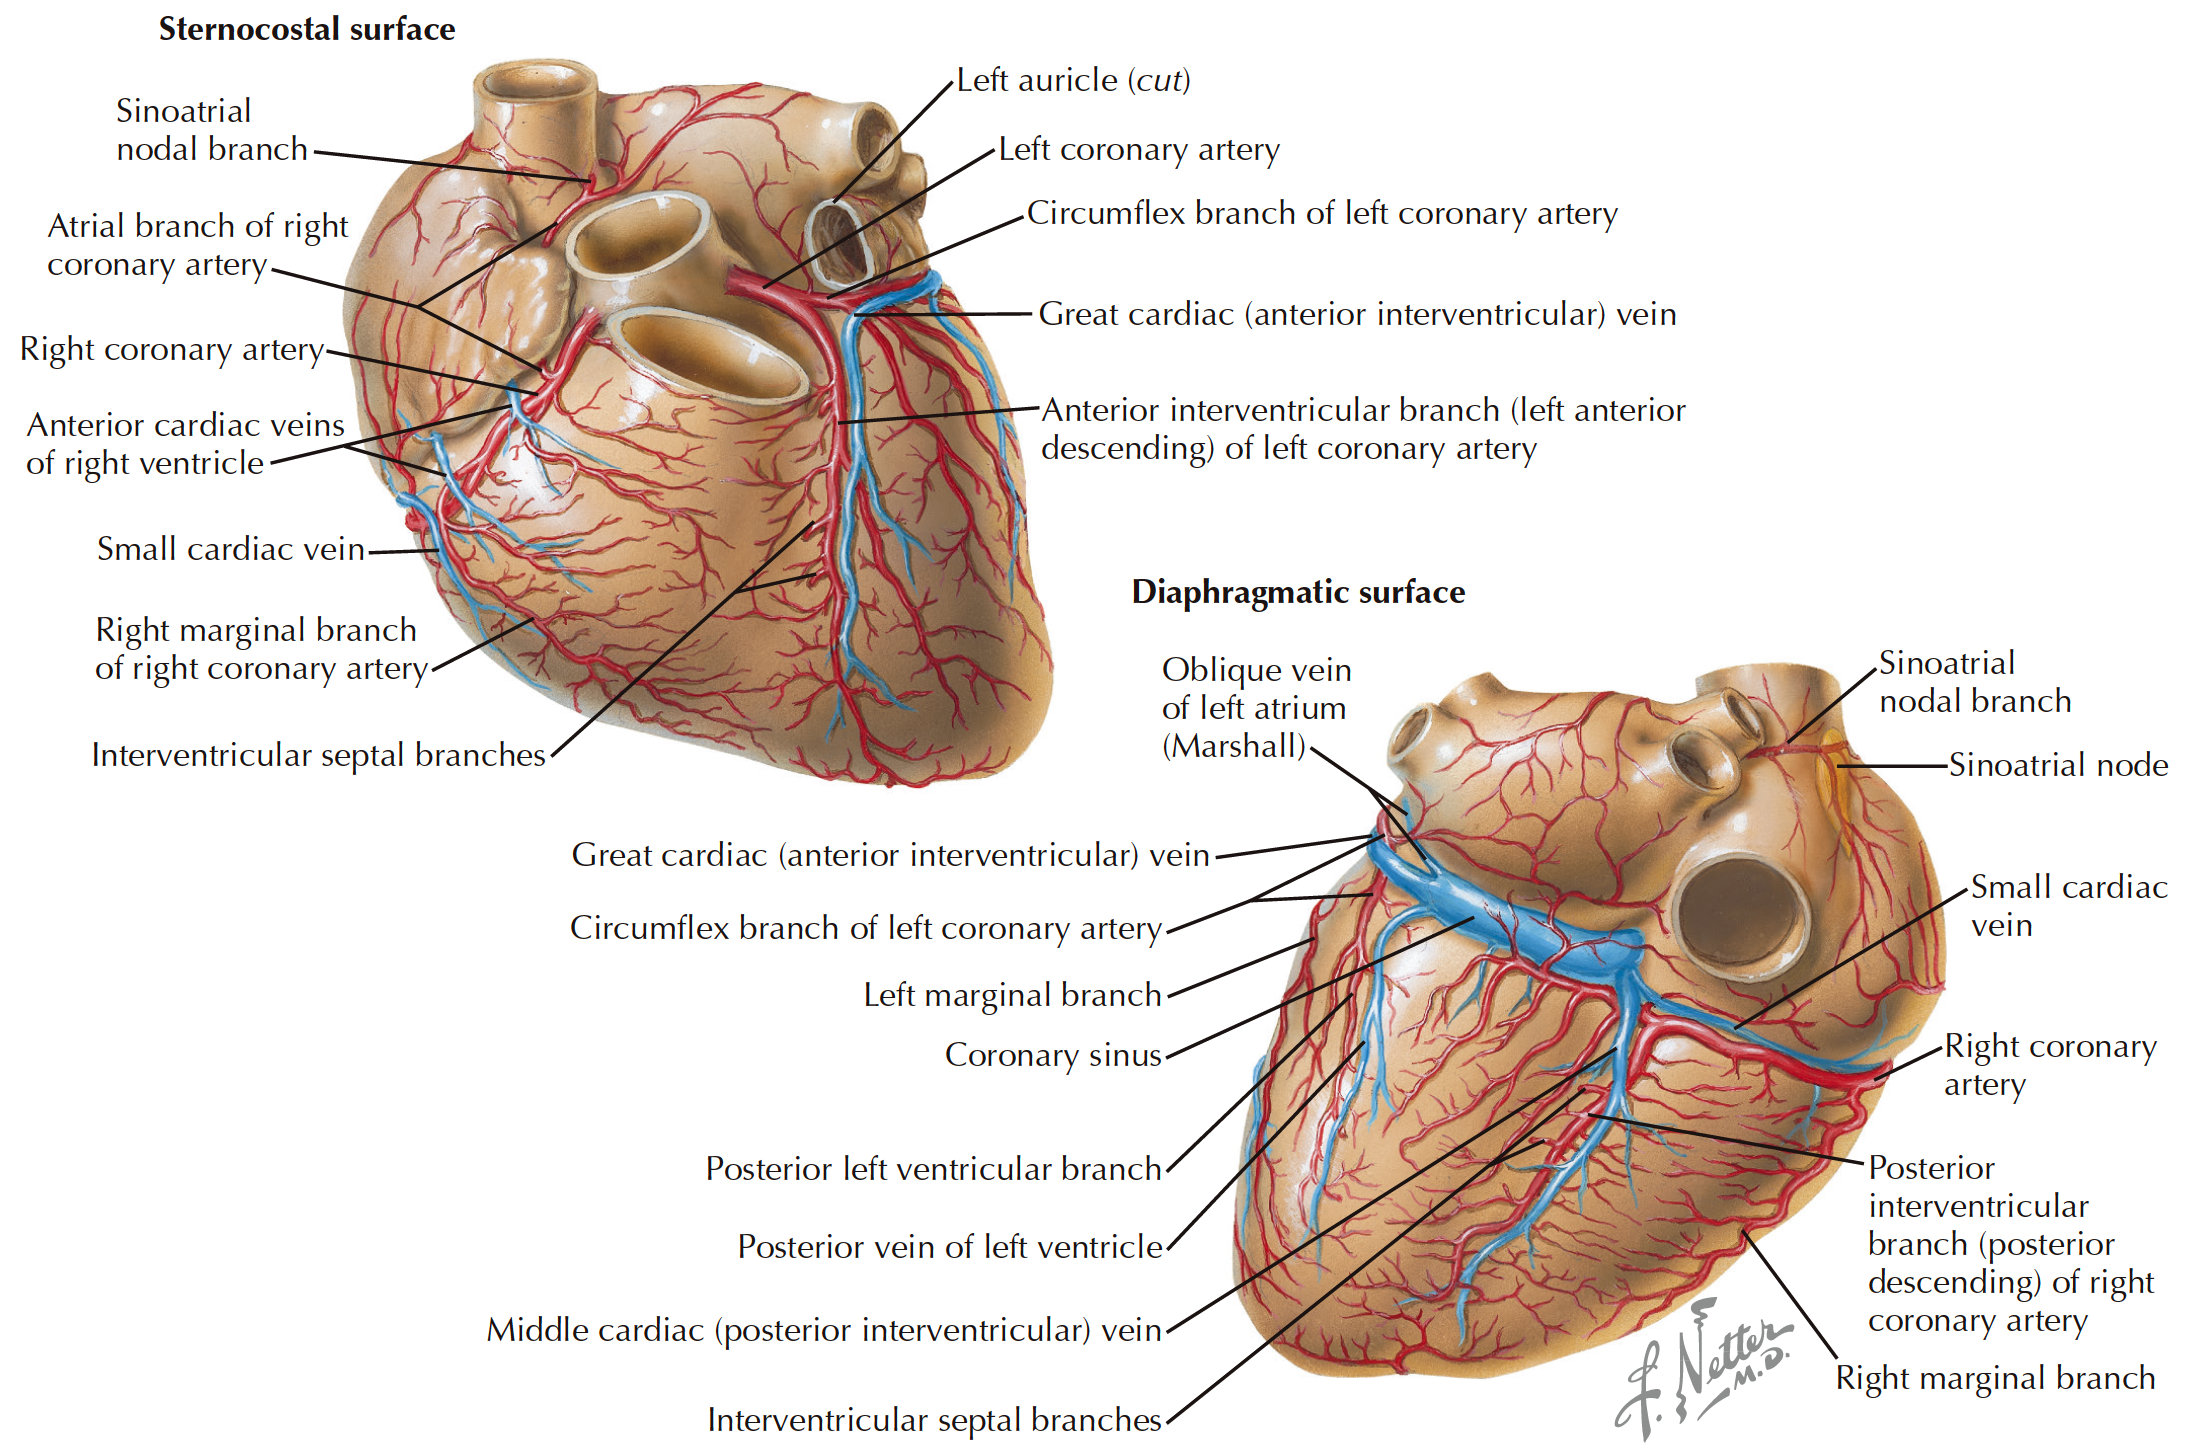 Sternocostal surface
Sinoatrial
nodal branch
Atrial branch of right
coronary artery
Right coronary artery
Anterior cardiac veins
of right ventricle
Small cardiac vein
Right marginal branch
of right coronary artery
Interventricular septal branches
Left auricle (cut)
Left coronary artery
Circumflex branch of left coronary artery
Great cardiac (anterior interventricular) vein
Anterior interventricular branch (left anterior
descending) of left coronary artery
Diaphragmatic surface
Oblique vein
of left atrium
(Marshall)
Great cardiac (anterior interventricular) vein
Circumflex branch of left coronary artery
Left marginal branch
Coronary sinus
Posterior left ventricular branch
Posterior vein of left ventricle
Middle cardiac (posterior interventricular) vein
Interventricular septal branches
Sinoatrial
nodal branch
Sinoatrial node
Small cardiac
vein
Right coronary
artery
Posterior
interventricular
branch (posterior
descending) of right
coronary artery
Right marginal branch
F. Netter
M.D.